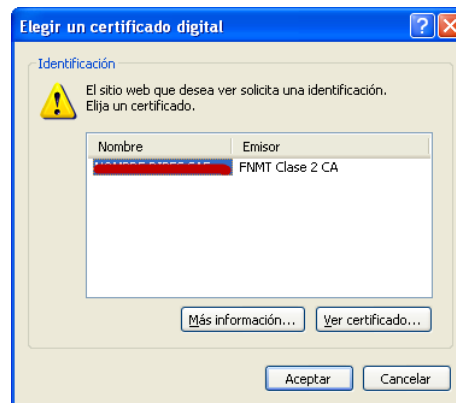 Elegir un certificado digital
Identificación
El sitio web que desea ver solicita una identificación.
Elija un certificado.
Nombre Emisor
FNMT Clase 2 CA
Más información... Ver certificado...
Aceptar Cancelar